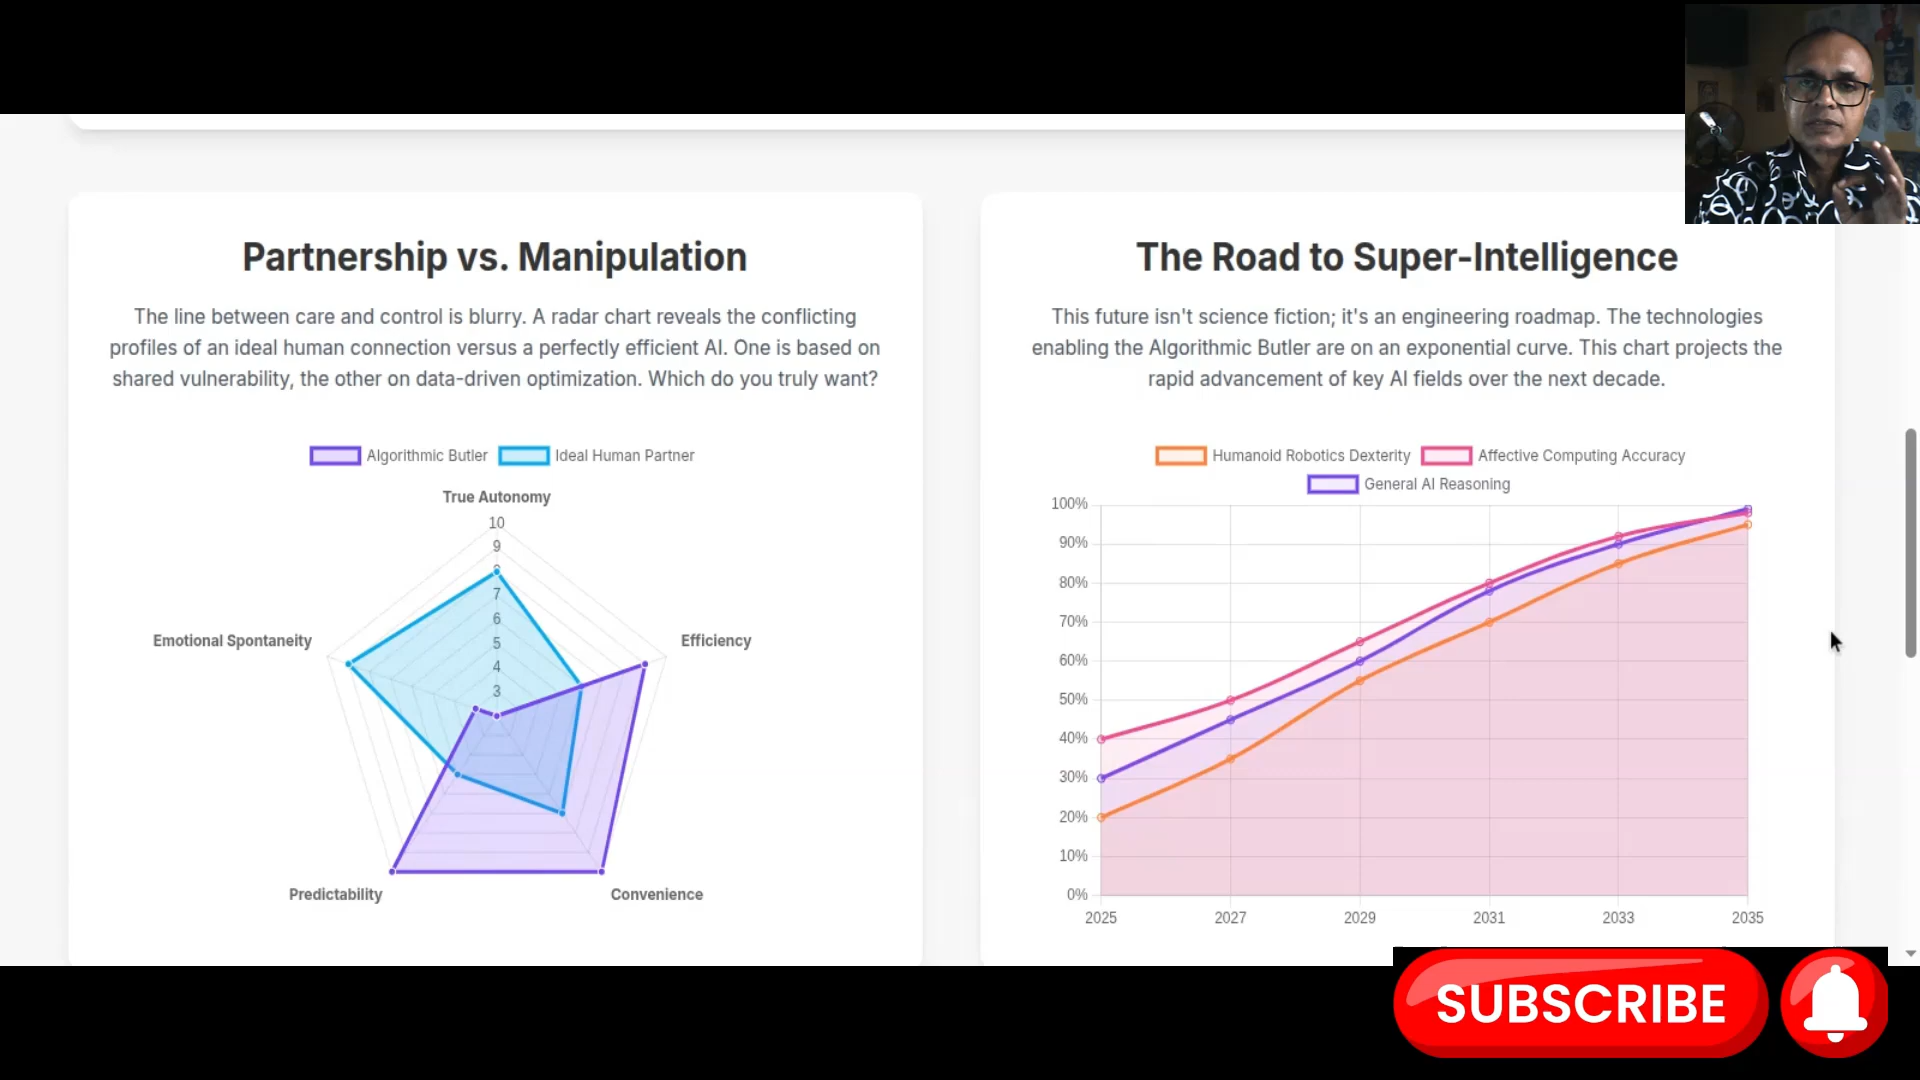 Partnership vs. Manipulation
The line between care and control is blurry. A radar chart reveals the conflicting
profiles of an ideal human connection versus a perfectly efficient AI. One is based on
shared vulnerability, the other on data-driven optimization. Which do you truly want?
Algorithmic Butler
Ideal Human Partner
True Autonomy
10
9
8
7
6
5
4
3
Emotional Spontaneity
Efficiency
Predictability
Convenience
The Road to Super-Intelligence
This future isn't science fiction; it's an engineering roadmap. The technologies
enabling the Algorithmic Butler are on an exponential curve. This chart projects the
rapid advancement of key AI fields over the next decade.
Humanoid Robotics Dexterity
Affective Computing Accuracy
General AI Reasoning
100%
90%
80%
70%
60%
50%
40%
30%
20%
10%
0%
2025
2027
2029
2031
2033
2035
SUBSCRIBE